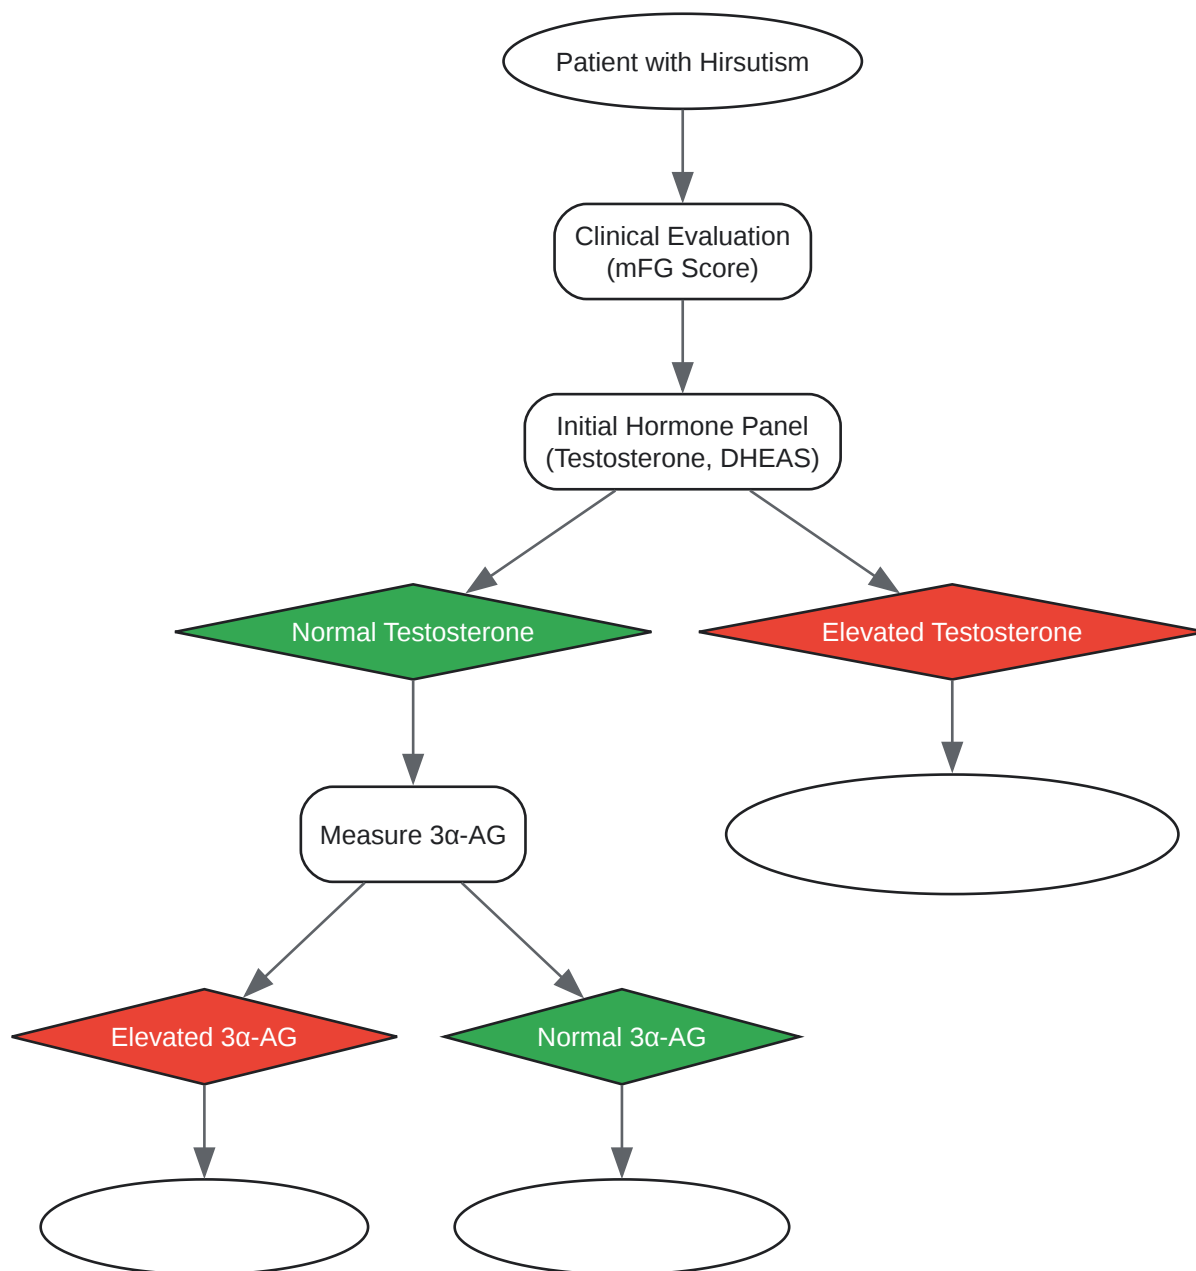 Patient with Hirsutism
Clinical Evaluation
(mFG Score)
Initial Hormone Panel
(Testosterone, DHEAS)
Normal Testosterone
Elevated Testosterone
Measure 3α-AG
Elevated 3α-AG
Normal 3α-AG